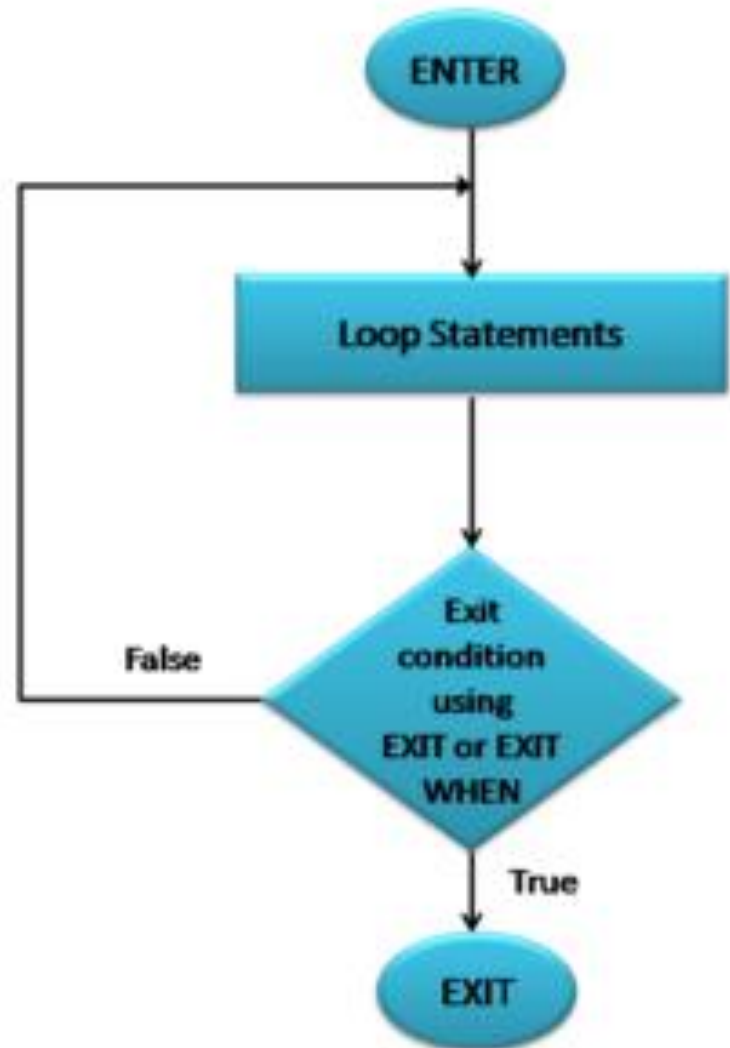 ENTER
Loop Statements
Exit
condition
using
EXIT or EXIT
WHEN
False
True
EXIT